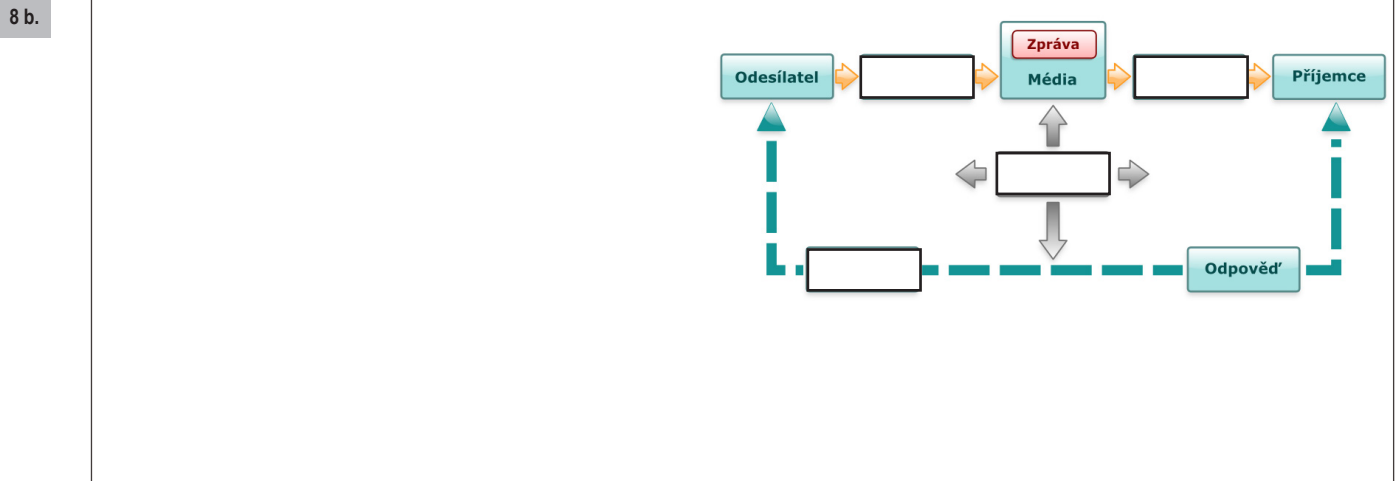 8 b.
Zpráva
Odesílatel
Média
Příjemce
Odpověď